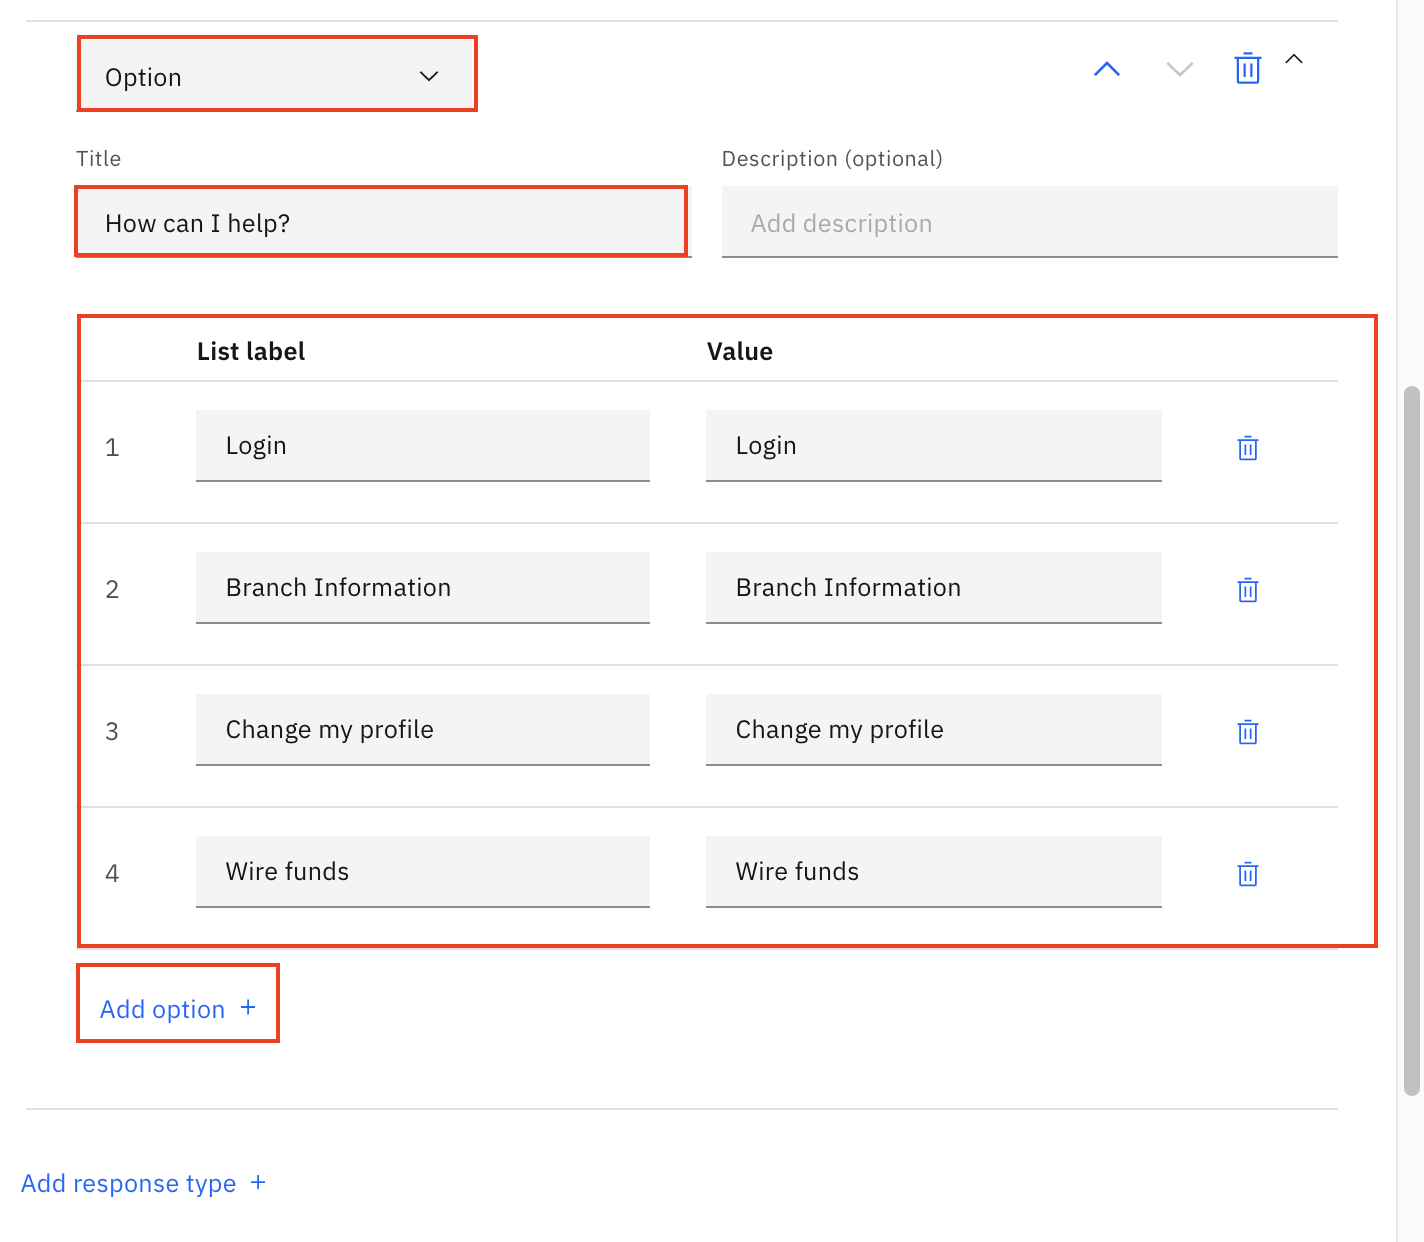 Option
Title
Description (optional)
How can I help?
Add description
List label
Value
1
Login
Login
2
Branch Information
Branch Information
3
Change my profile
Change my profile
4
Wire funds
Wire funds
Add option +
Add response type +